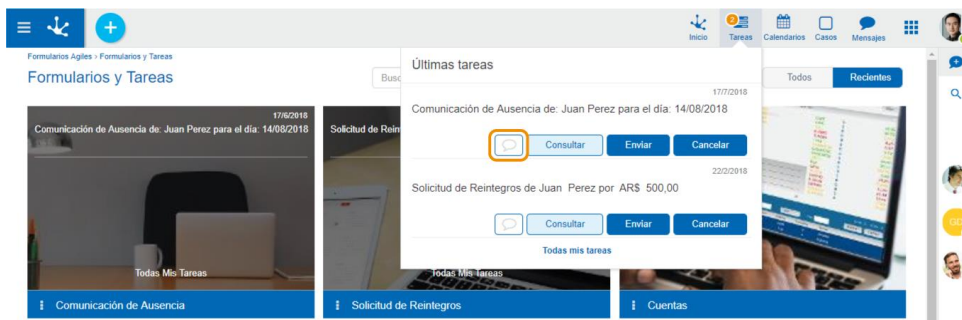 2
Inicio
Tareas
Calendarios
Casos
Mensajes
Formularios Agiles > Formularios y Tareas
Formularios y Tareas
Busc
Todos
Recientes
Últimas tareas
17/7/2018
Comunicación de Ausencia de: Juan Perez para el día: 14/08/2018
Consultar
Enviar
Cancelar
22/2/2018
Solicitud de Reintegros de Juan Perez por AR$ 500,00
Consultar
Enviar
Cancelar
Todas mis tareas
17/6/2018
Comunicación de Ausencia de: Juan Perez para el día: 14/08/2018
Todas Mis Tareas
Comunicación de Ausencia
Solicitud de Rein
Todas Mis Tareas
Solicitud de Reintegros
Cuentas
GD